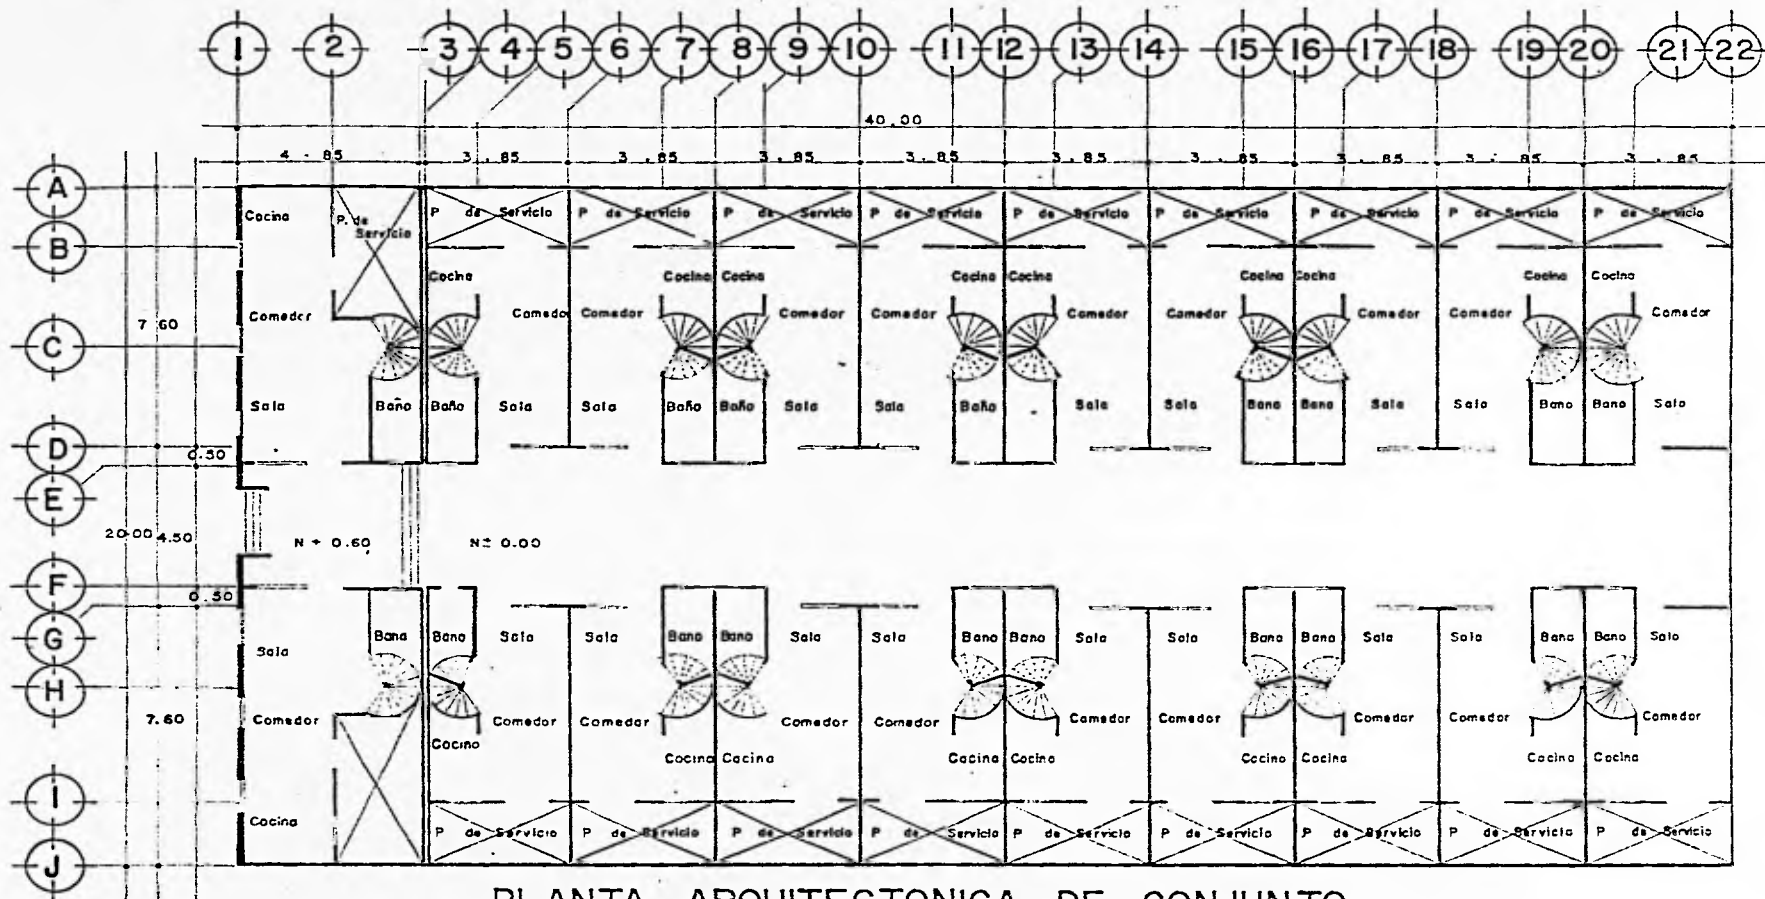 1 2 3 4 5 6 7 8 9 10 11 12 13 14 15 16 17 18 19 20 21 22
40.00
4.85 3.85 3.85 3.85 3.85 3.85 3.85 3.85 3.85 3.85
A
Cocina P. de Servicio P de Servicio P de Servicio P de Servicio P de Servicio P de Servicio P de Servicio P de Servicio P de Servicio P de Servicio
B
Cocina Cocina Cocina Cocina Cocina Cocina Cocina Cocina Cocina
Comedor Comedo Comedor Comedor Comedor Comedor Comedor Comedor Comedor Comedor
7.60
C
Sala Baño Baño Sala Sala Baño Baño Sala Sala Baño Sala Sala Bano Bano Sala Sala Bano Bano Sala
D
0.50
E
20.00 4.50 N + 0.60 N± 0.00
F
0.50
G
Sala Bano Bano Sala Sala Bano Bano Sala Sala Bano Bano Sala Sala Bano Bano Sala Sala Bano Bano Sala
H
7.60 Comedor Comedor Comedor Comedor Comedor Comedor Comedor Comedor Comedor Comedor
Cocino Cocina Cocina Cocina Cocina Cocino Cocina Cocina Cocina
I
Cocina P de Servicio P de Servicio P de Servicio P de Servicio P de Servicio P de Servicio P de Servicio P de Servicio P de Servicio
J
PLANTA ARQUITECTONICA DE CONJUNTO